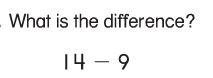 . What is the difference?
14 – 9